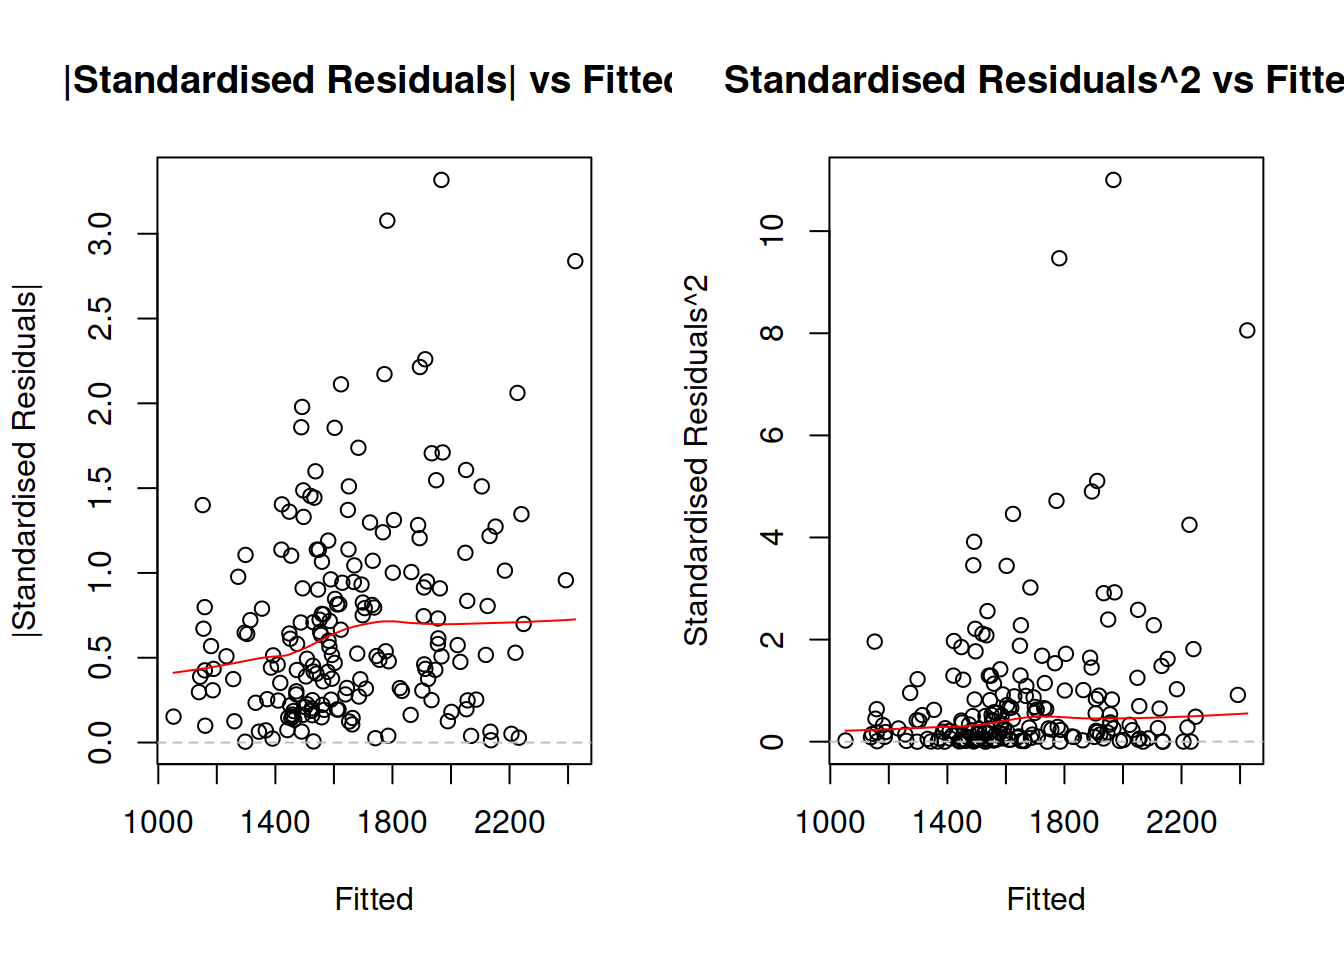 |Standardised Residuals| vs Fitted
|Standardised Residuals|
3.0
2.5
2.0
1.5
1.0
0.5
0.0
1000 1400 1800 2200
Fitted
Standardised Residuals^2 vs Fitte
Standardised Residuals^2
10
8
6
4
2
0
1000 1400 1800 2200
Fitted